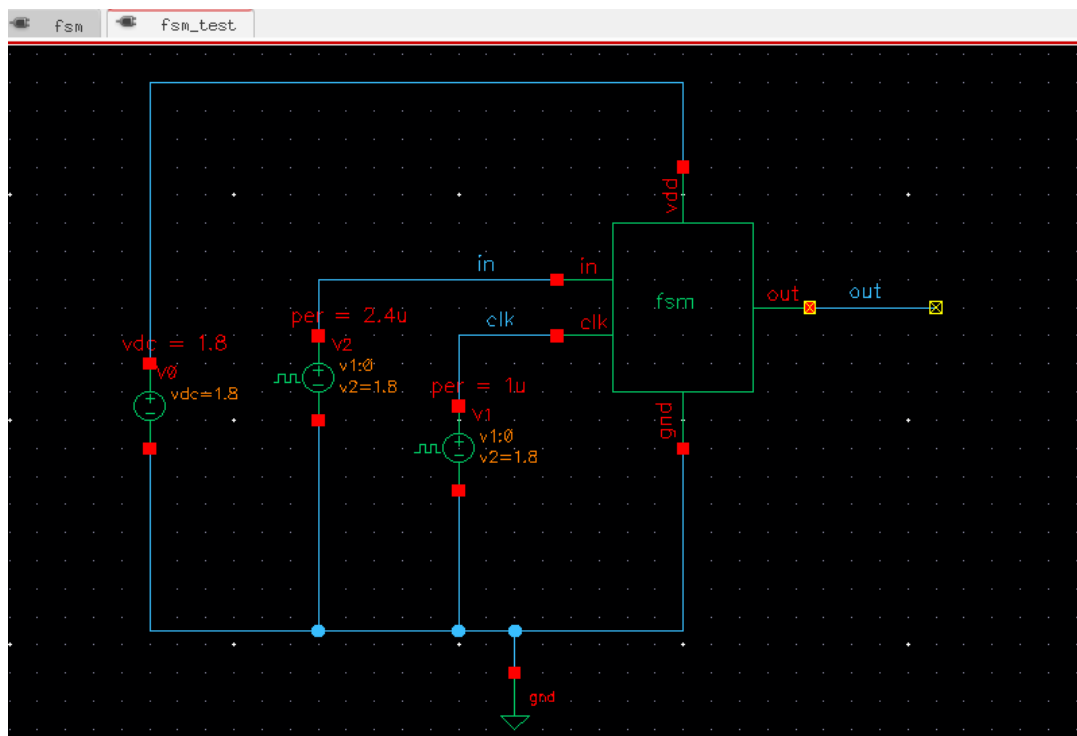 fsm
fsm_test
vdd
in
in
fsm
out
out
per = 2.4u
clk
clk
vdc = 1.8
V0
vdc=1.8
V2
v1:0
v2=1.8
per = 1u
V1
v1:0
v2=1.8
gnd
gnd